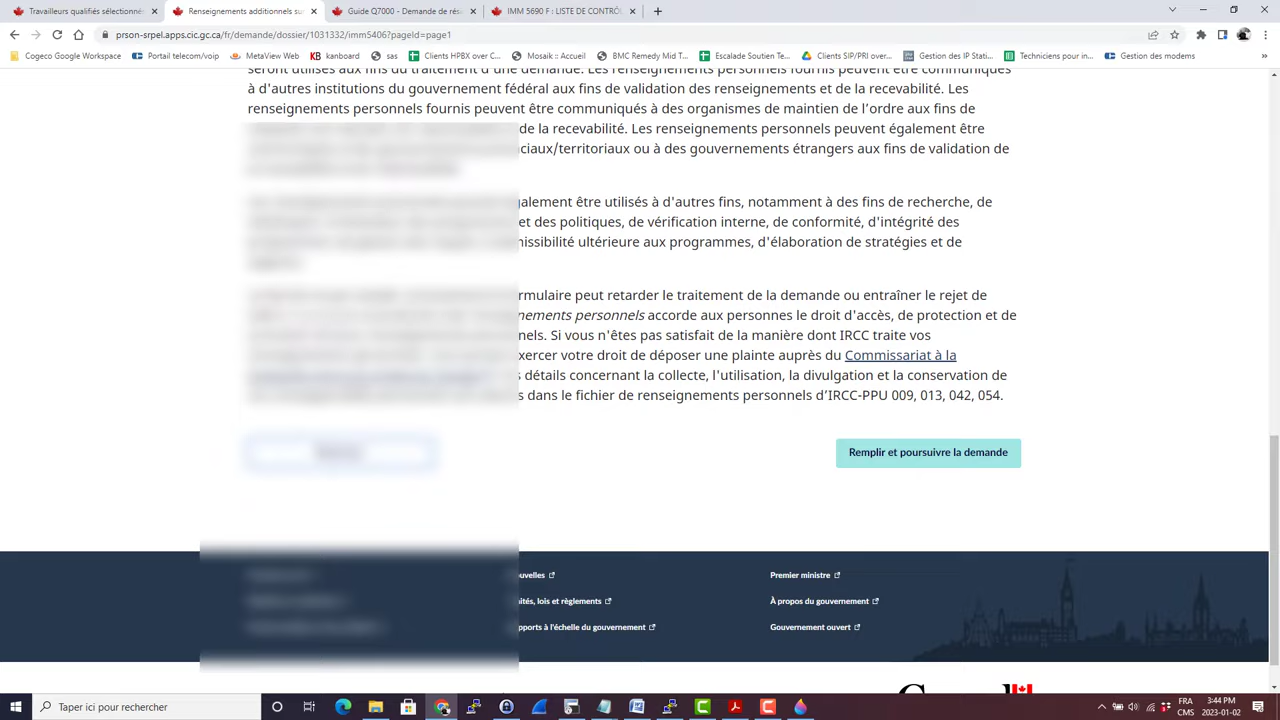 Travailleurs qualifiés sélectionné
Renseignements additionnels sur
Guide Q7000 - Demande de rés
IMM 5690 F : LISTE DE CONTRÔL
prson-srpel.apps.cic.gc.ca/fr/demande/dossier/1031332/imm5406?pageId=page1
Cogeco Google Workspace
Portail telecom/voip
MetaView Web
kanboard
sas
Clients HPBX over C...
Mosaik :: Accueil
BMC Remedy Mid T...
Escalade Soutien Te...
Clients SIP/PRI over...
Gestion des IP Stati...
Techniciens pour in...
Gestion des modems
seront utilisés aux fins du traitement d'une demande. Les renseignements personnels fournis peuvent être communiqués
à d'autres institutions du gouvernement fédéral aux fins de validation des renseignements et de la recevabilité. Les
renseignements personnels fournis peuvent être communiqués à des organismes de maintien de l'ordre aux fins de
de la recevabilité. Les renseignements personnels peuvent également être
ciaux/territoriaux ou à des gouvernements étrangers aux fins de validation de
galement être utilisés à d'autres fins, notamment à des fins de recherche, de
et des politiques, de vérification interne, de conformité, d'intégrité des
nissibilité ultérieure aux programmes, d'élaboration de stratégies et de
rmulaire peut retarder le traitement de la demande ou entraîner le rejet de
nements personnels accorde aux personnes le droit d'accès, de protection et de
nels. Si vous n'êtes pas satisfait de la manière dont IRCC traite vos
xercer votre droit de déposer une plainte auprès du Commissariat à la
s détails concernant la collecte, l'utilisation, la divulgation et la conservation de
s dans le fichier de renseignements personnels d'IRCC-PPU 009, 013, 042, 054.
Remplir et poursuivre la demande
ouvelles
Premier ministre
ités, lois et règlements
À propos du gouvernement
pports à l'échelle du gouvernement
Gouvernement ouvert
Taper ici pour rechercher
FRA
CMS
3:44 PM
2023-01-02